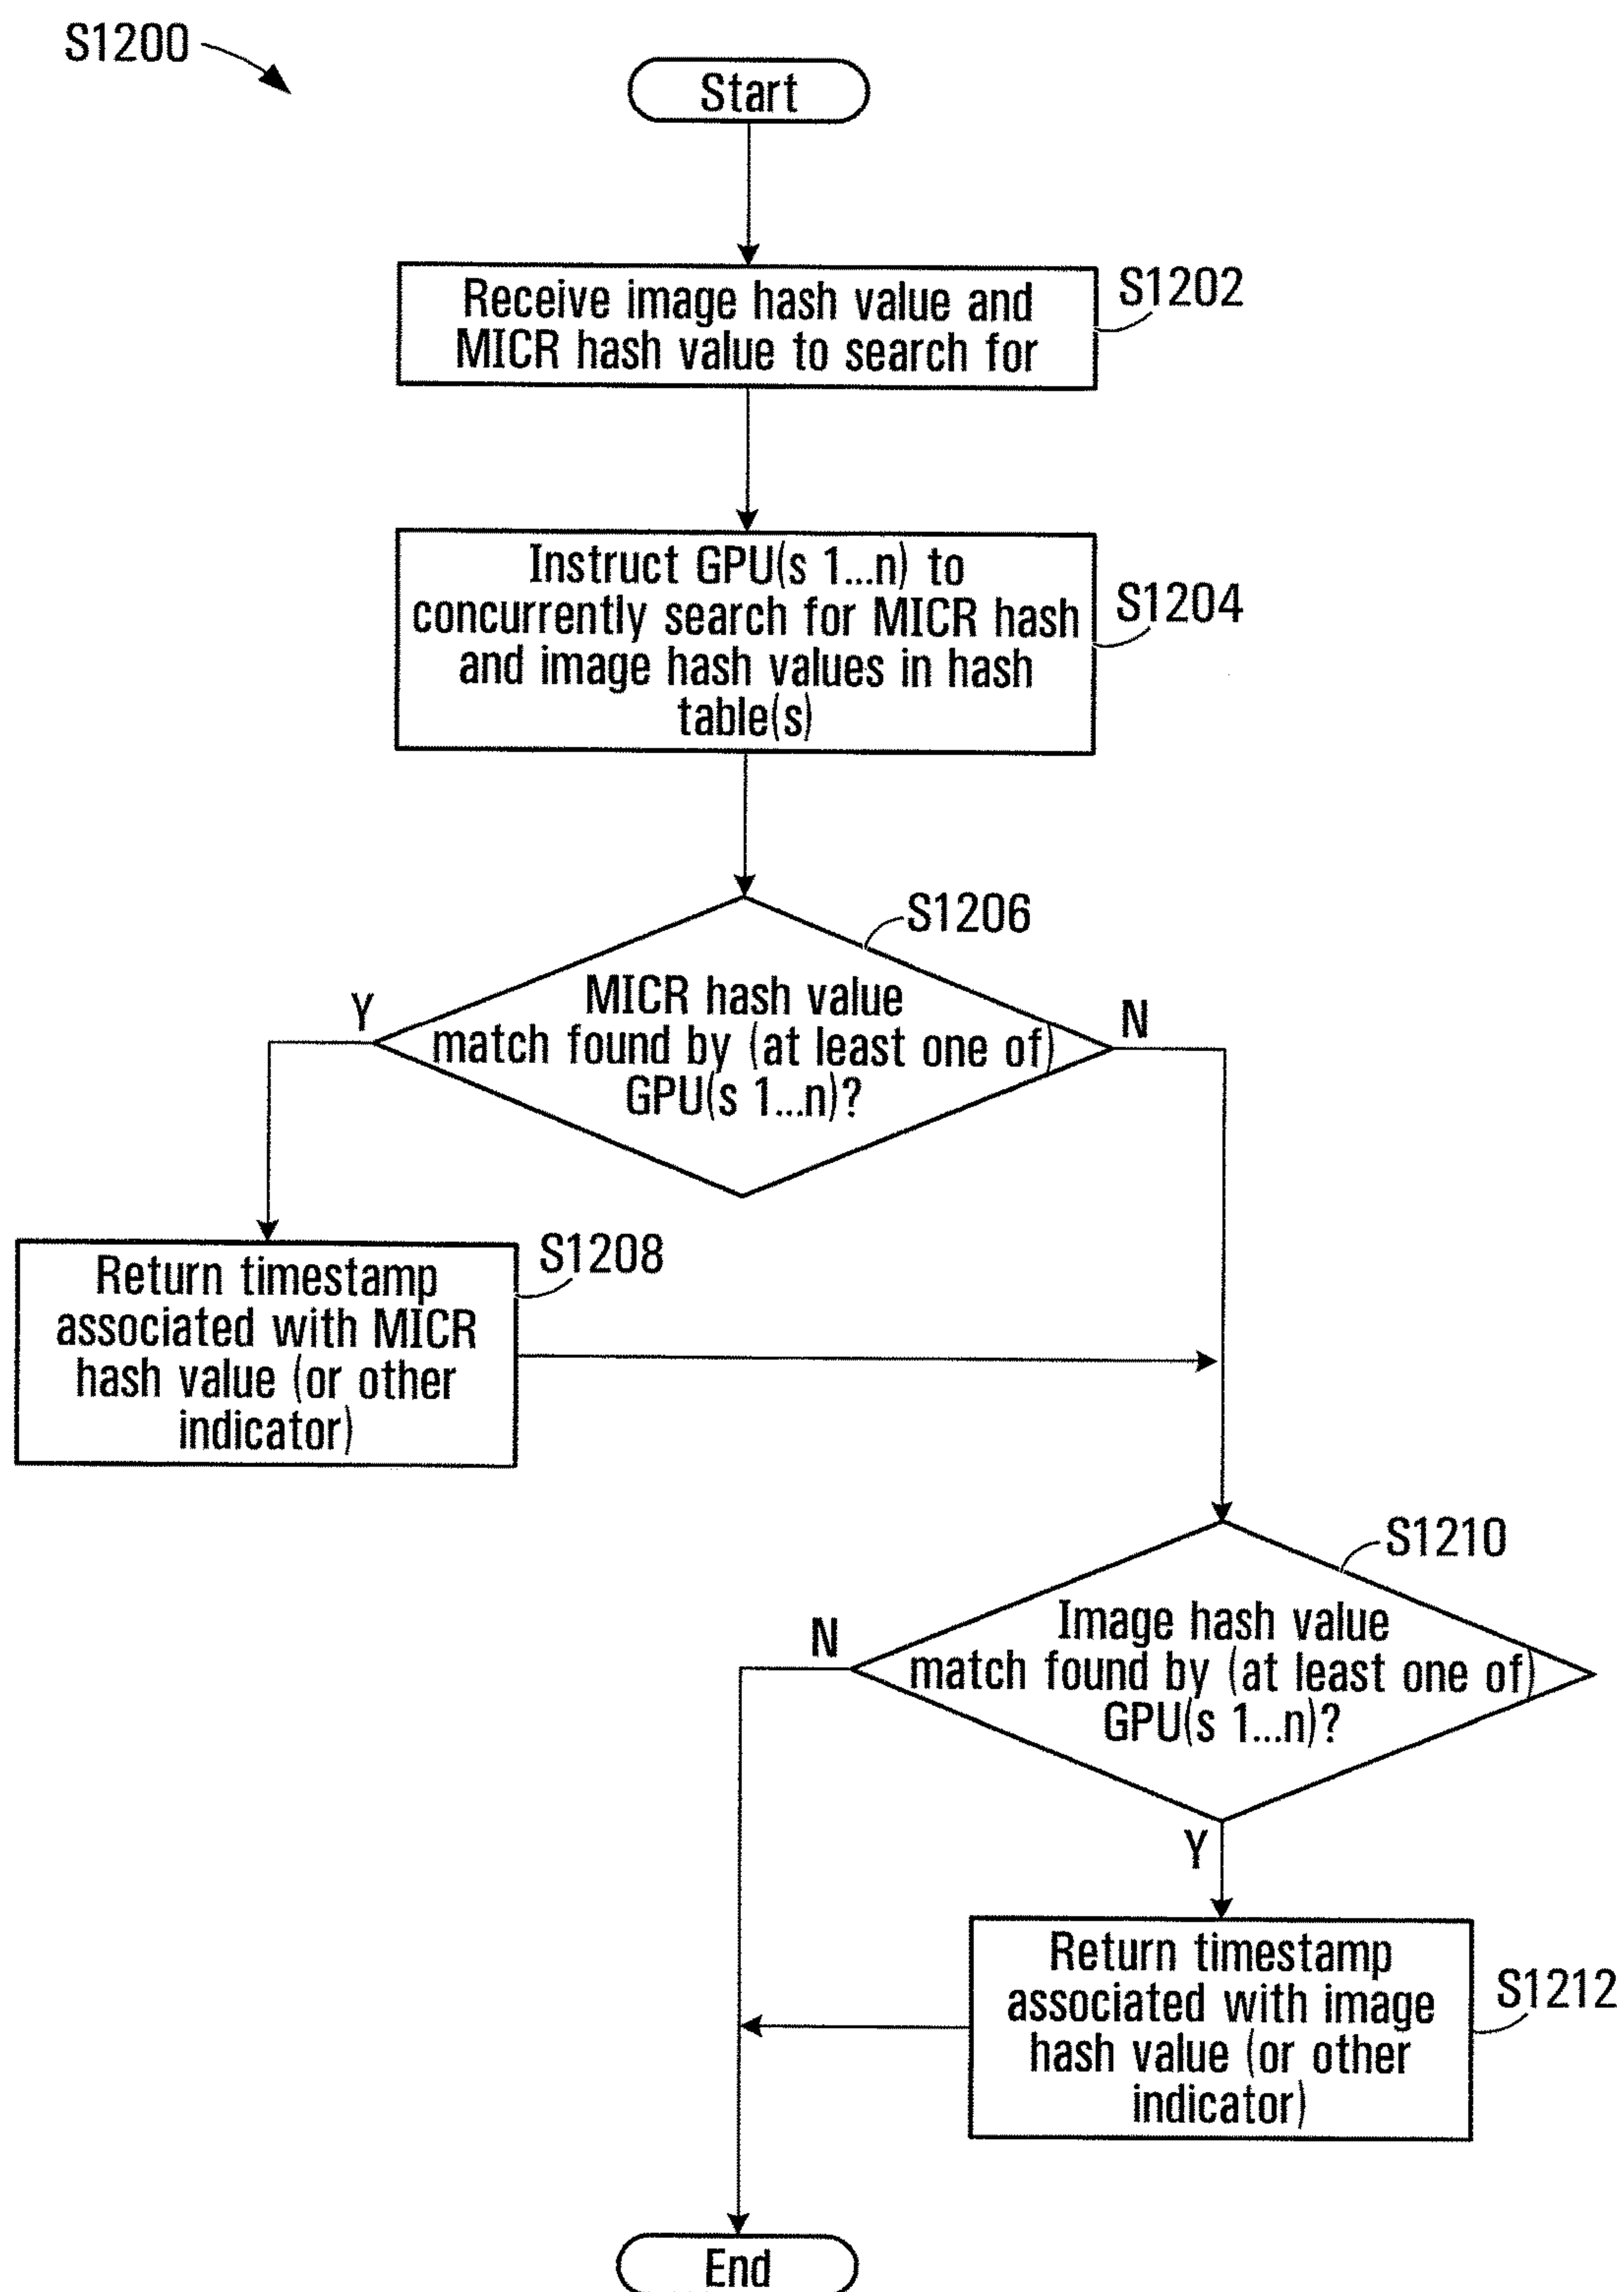 S1200
Start
Receive image hash value and
MICR hash value to search for
S1202
Instruct GPU(s 1...n) to
concurrently search for MICR hash
and image hash values in hash
table(s)
S1204
S1206
MICR hash value
match found by (at least one of)
GPU(s 1...n)?
Y
N
Return timestamp
associated with MICR
hash value (or other
indicator)
S1208
S1210
Image hash value
match found by (at least one of)
GPU(s 1...n)?
N
Y
Return timestamp
associated with image
hash value (or other
indicator)
S1212
End